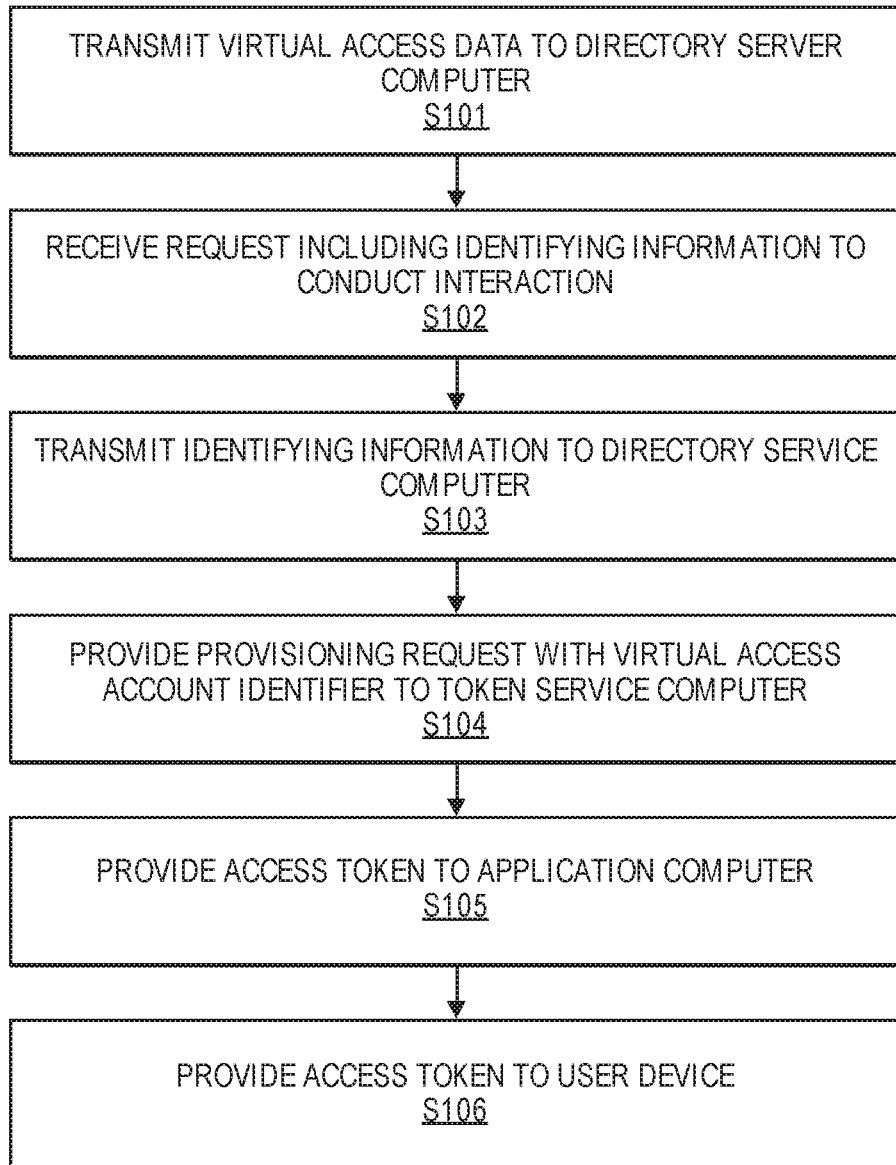 TRANSMIT VIRTUAL ACCESS DATA TO DIRECTORY SERVER
COMPUTER
S101
RECEIVE REQUEST INCLUDING IDENTIFYING INFORMATION TO
CONDUCT INTERACTION
S102
TRANSMIT IDENTIFYING INFORMATION TO DIRECTORY SERVICE
COMPUTER
S103
PROVIDE PROVISIONING REQUEST WITH VIRTUAL ACCESS
ACCOUNT IDENTIFIER TO TOKEN SERVICE COMPUTER
S104
PROVIDE ACCESS TOKEN TO APPLICATION COMPUTER
S105
PROVIDE ACCESS TOKEN TO USER DEVICE
S106